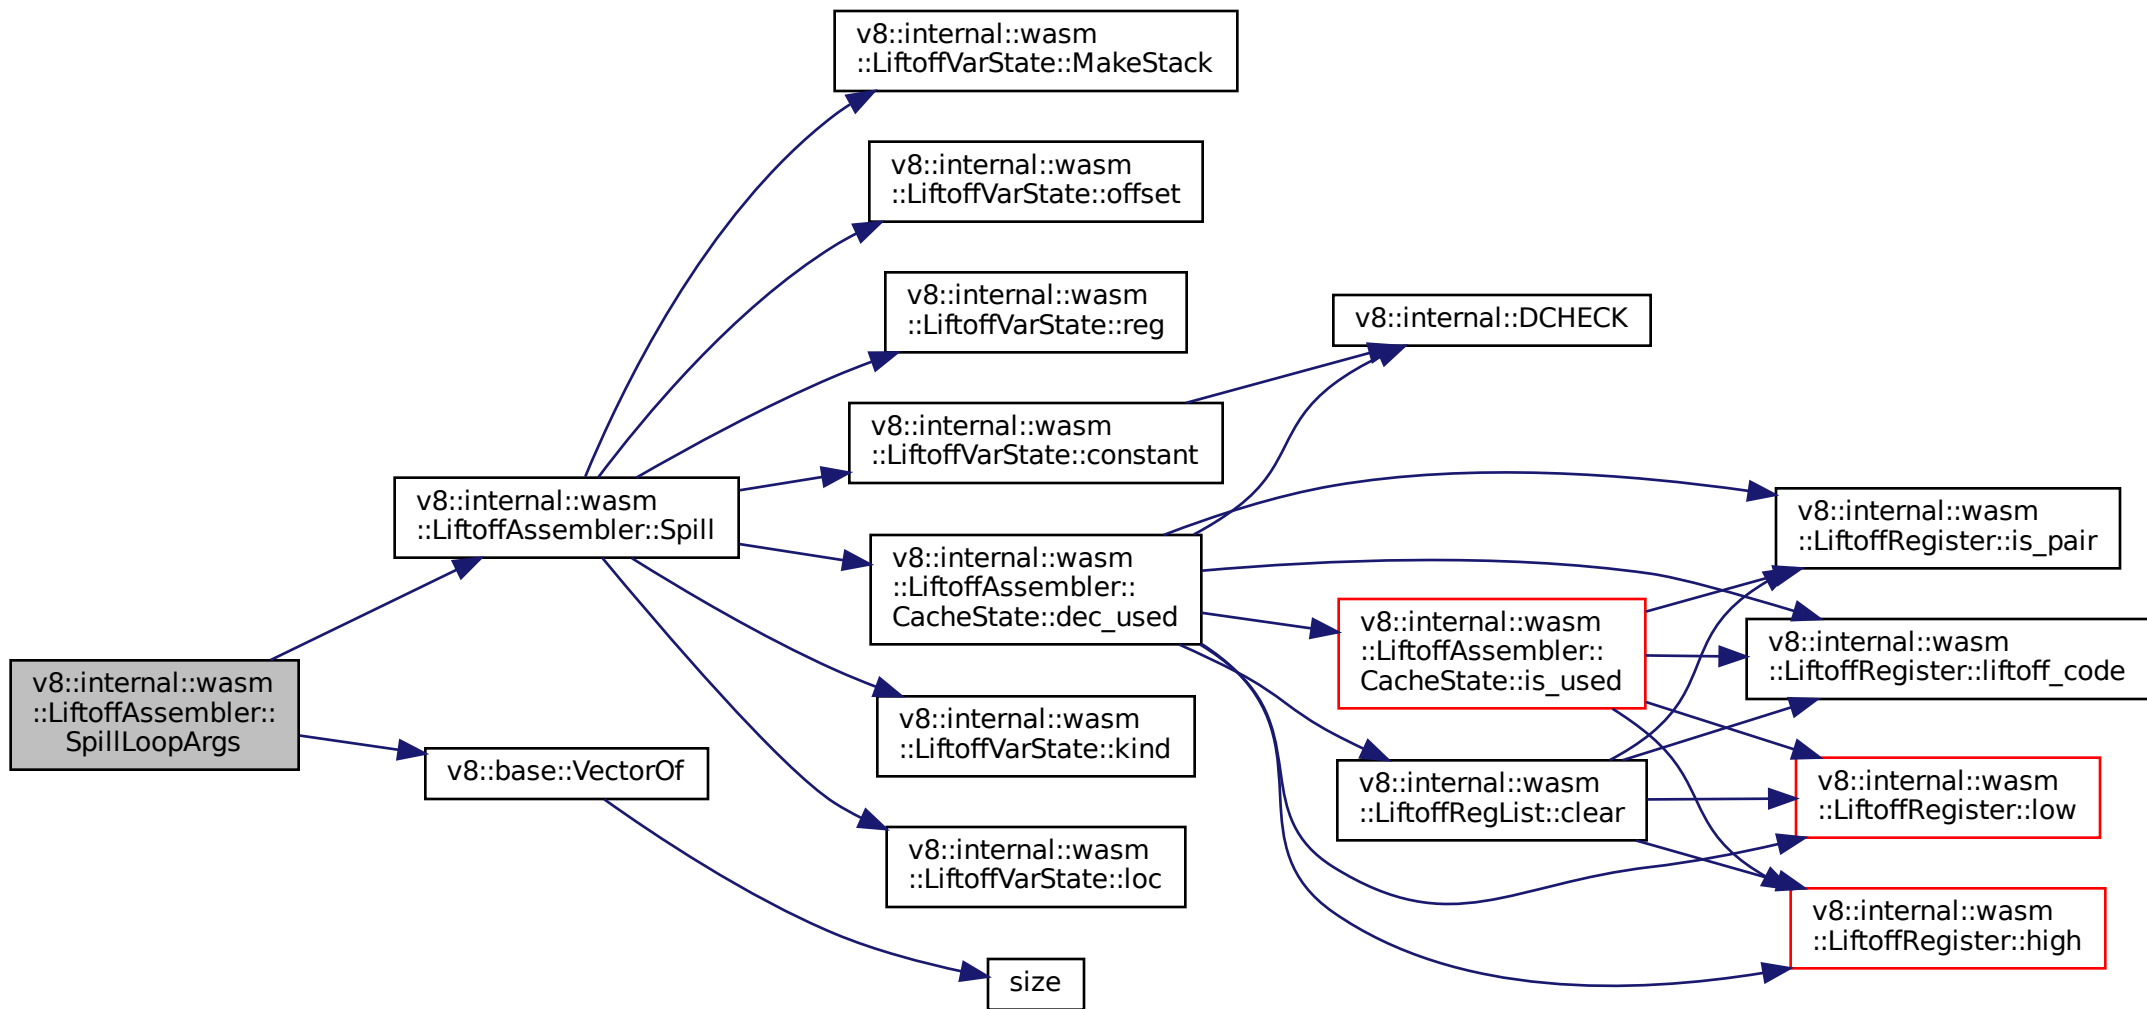 v8::internal::wasm
::LiftoffAssembler::
SpillLoopArgs
v8::internal::wasm
::LiftoffAssembler::Spill
v8::base::VectorOf
v8::internal::wasm
::LiftoffVarState::MakeStack
v8::internal::wasm
::LiftoffVarState::offset
v8::internal::wasm
::LiftoffVarState::reg
v8::internal::wasm
::LiftoffVarState::constant
v8::internal::wasm
::LiftoffAssembler::
CacheState::dec_used
v8::internal::wasm
::LiftoffVarState::kind
v8::internal::wasm
::LiftoffVarState::loc
size
v8::internal::DCHECK
v8::internal::wasm
::LiftoffAssembler::
CacheState::is_used
v8::internal::wasm
::LiftoffRegList::clear
v8::internal::wasm
::LiftoffRegister::is_pair
v8::internal::wasm
::LiftoffRegister::liftoff_code
v8::internal::wasm
::LiftoffRegister::low
v8::internal::wasm
::LiftoffRegister::high